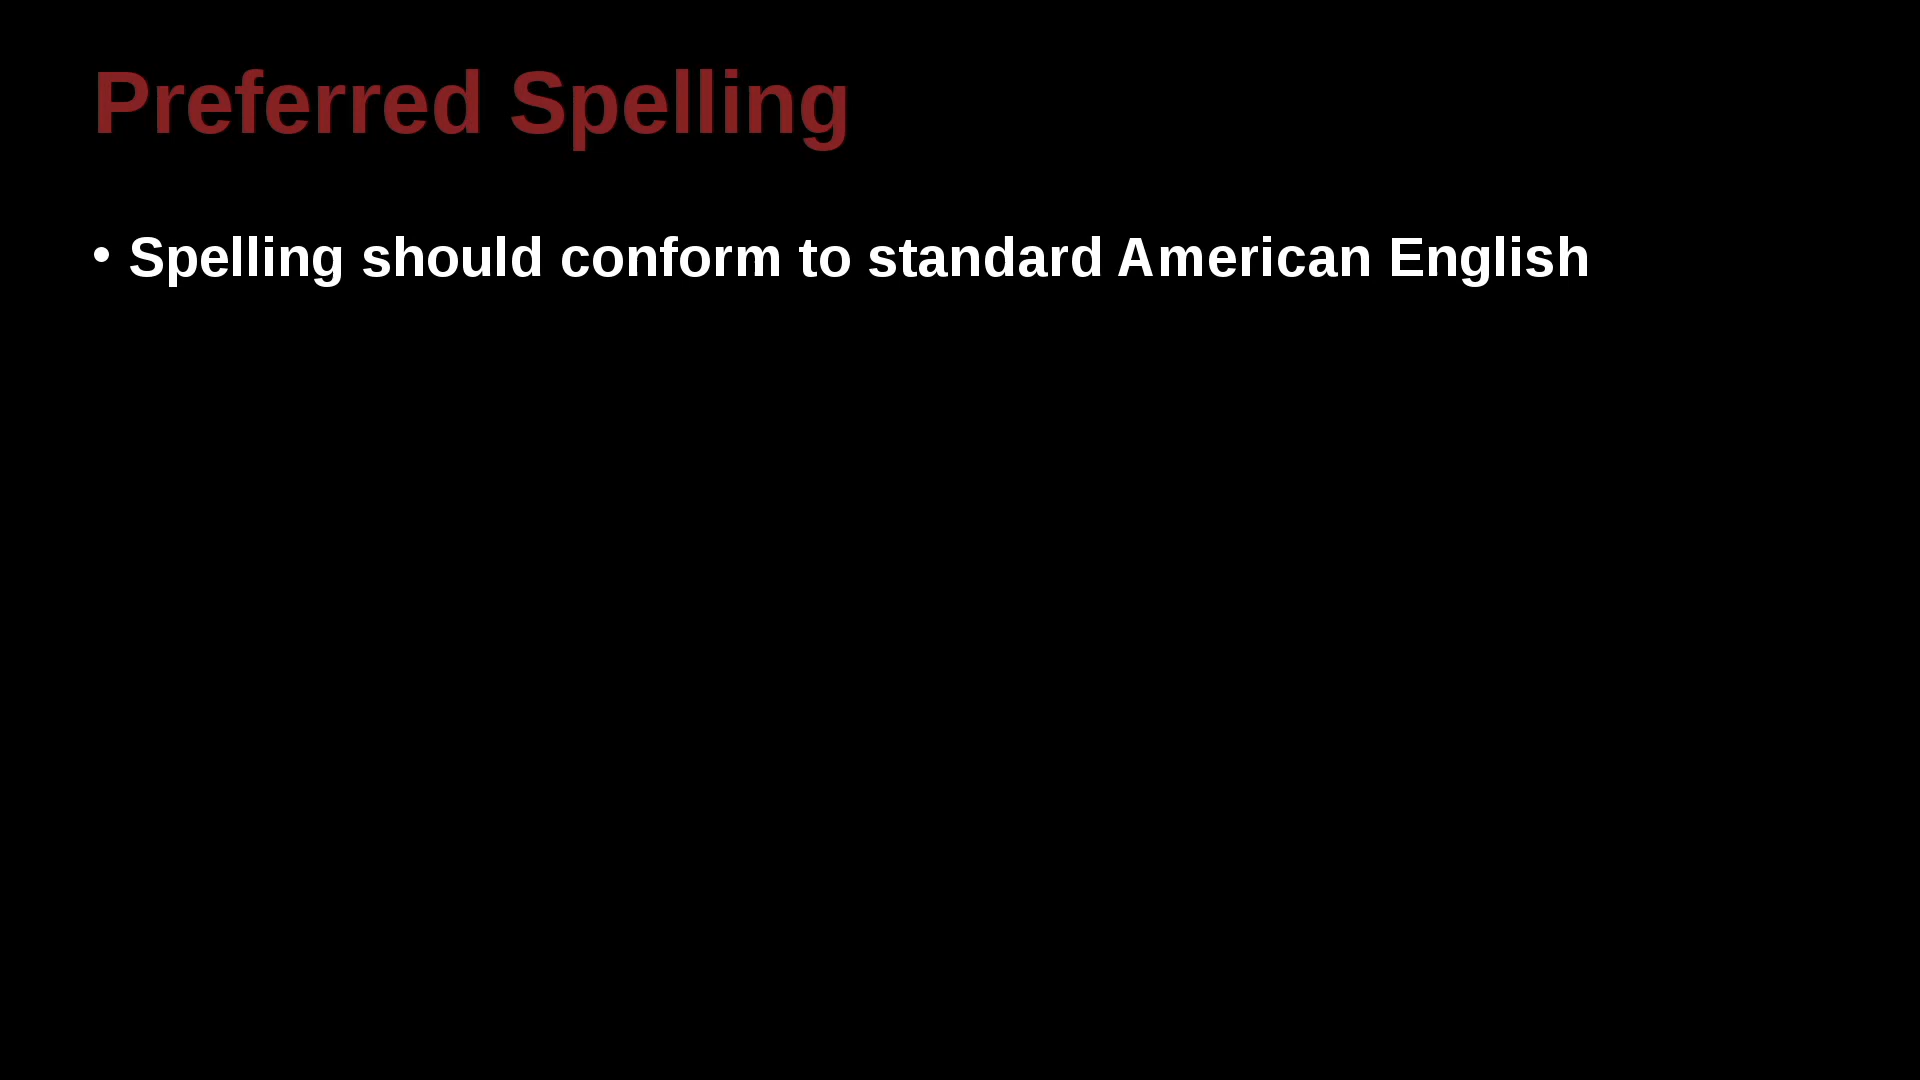 Preferred Spelling
• Spelling should conform to standard American English